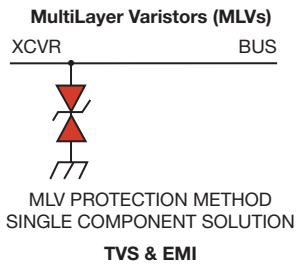 MultiLayer Varistors (MLVs)
XCVR BUS
MLV PROTECTION METHOD
SINGLE COMPONENT SOLUTION
TVS & EMI